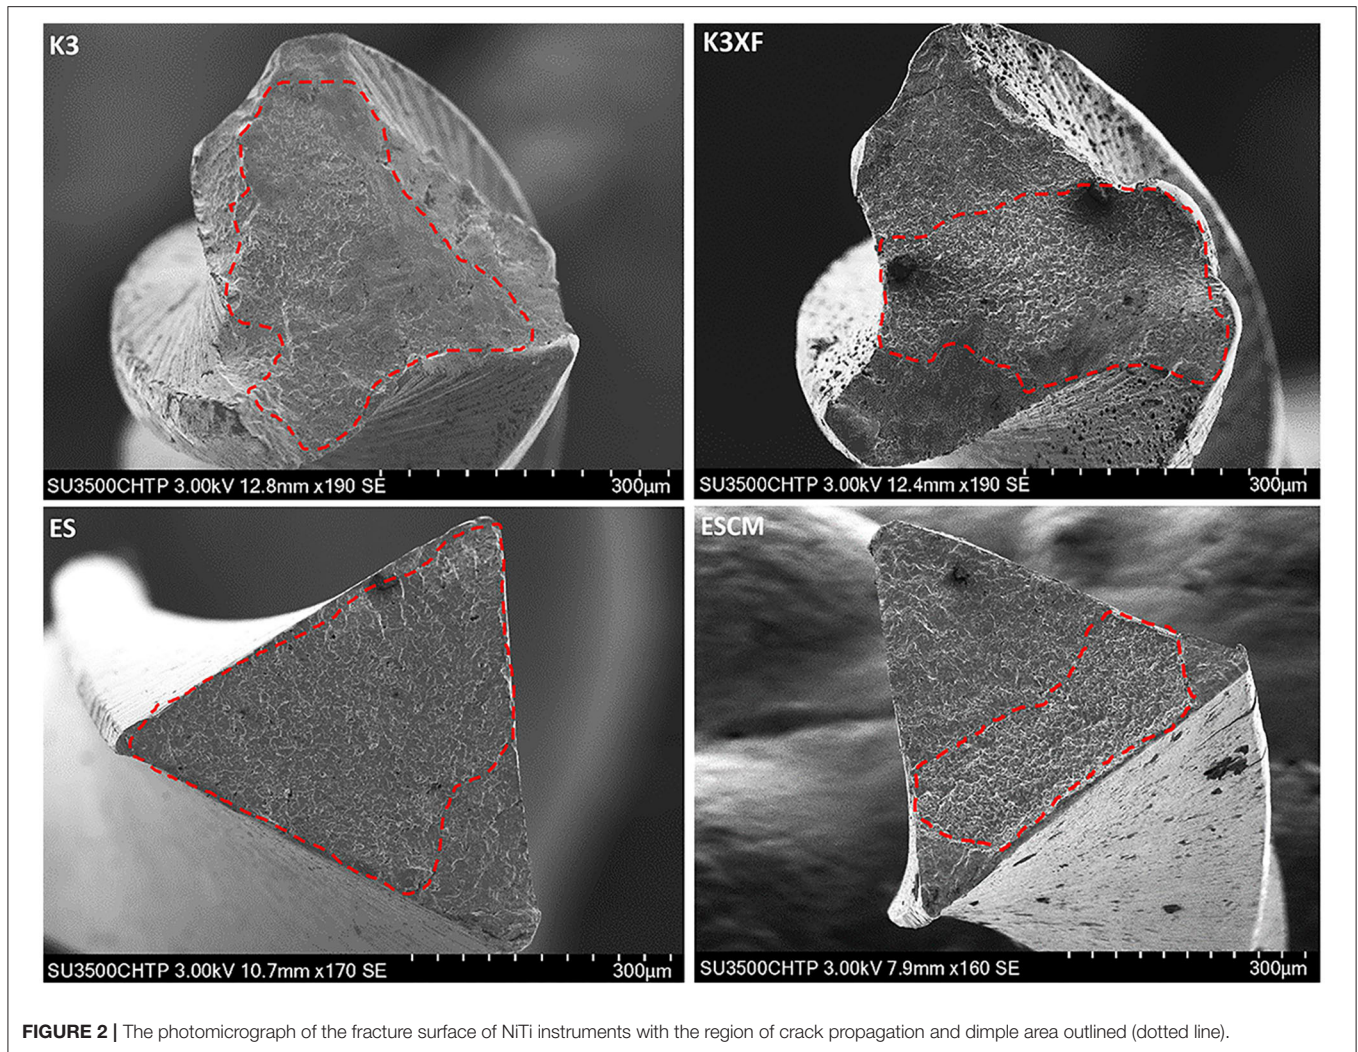 K3
SU3500CHTP 3.00kV 12.8mm x190 SE 300µm
K3XF
SU3500CHTP 3.00kV 12.4mm x190 SE 300µm
ES
SU3500CHTP 3.00kV 10.7mm x170 SE 300µm
ESCM
SU3500CHTP 3.00kV 7.9mm x160 SE 300µm
FIGURE 2 | The photomicrograph of the fracture surface of NiTi instruments with the region of crack propagation and dimple area outlined (dotted line).